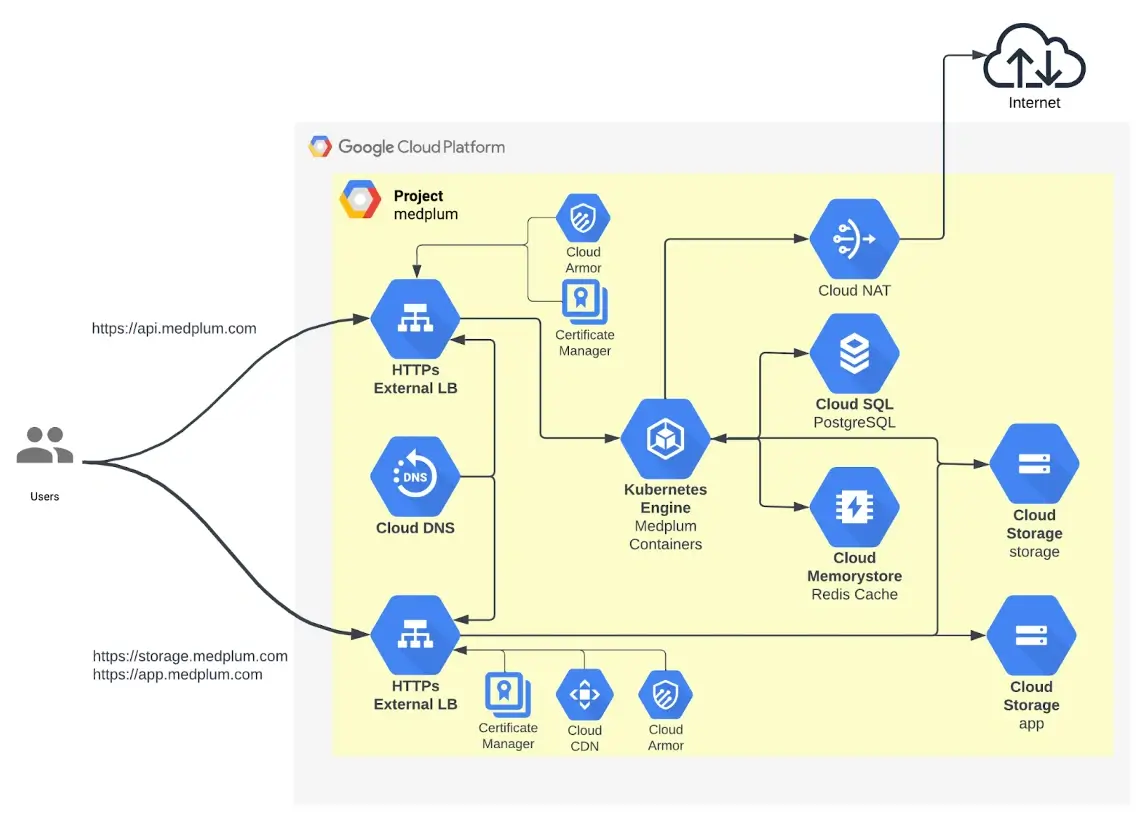 Internet
Google Cloud Platform
Project
medplum
Cloud
Armor
Certificate
Manager
Cloud NAT
https://api.medplum.com
HTTPs
External LB
Cloud SQL
PostgreSQL
Users
DNS
Cloud DNS
Kubernetes
Engine
Medplum
Containers
Cloud
Storage
storage
Cloud
Memorystore
Redis Cache
https://storage.medplum.com
https://app.medplum.com
HTTPs
External LB
Certificate
Manager
Cloud
CDN
Cloud
Armor
Cloud
Storage
app